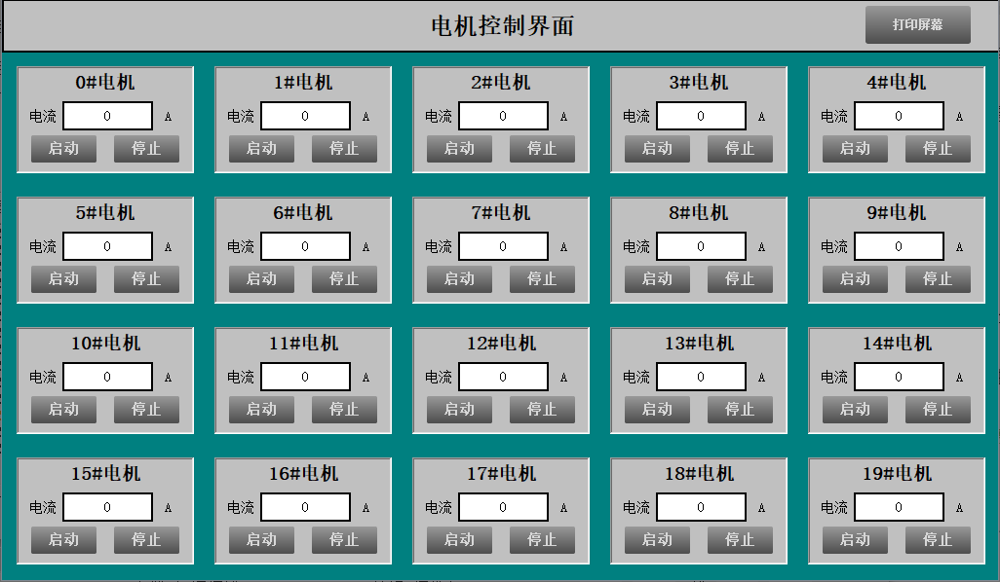 电机控制界面 打印屏幕
0#电机 1#电机 2#电机 3#电机 4#电机
电流 0 A 电流 0 A 电流 0 A 电流 0 A 电流 0 A
启动 停止 启动 停止 启动 停止 启动 停止 启动 停止
5#电机 6#电机 7#电机 8#电机 9#电机
电流 0 A 电流 0 A 电流 0 A 电流 0 A 电流 0 A
启动 停止 启动 停止 启动 停止 启动 停止 启动 停止
10#电机 11#电机 12#电机 13#电机 14#电机
电流 0 A 电流 0 A 电流 0 A 电流 0 A 电流 0 A
启动 停止 启动 停止 启动 停止 启动 停止 启动 停止
15#电机 16#电机 17#电机 18#电机 19#电机
电流 0 A 电流 0 A 电流 0 A 电流 0 A 电流 0 A
启动 停止 启动 停止 启动 停止 启动 停止 启动 停止